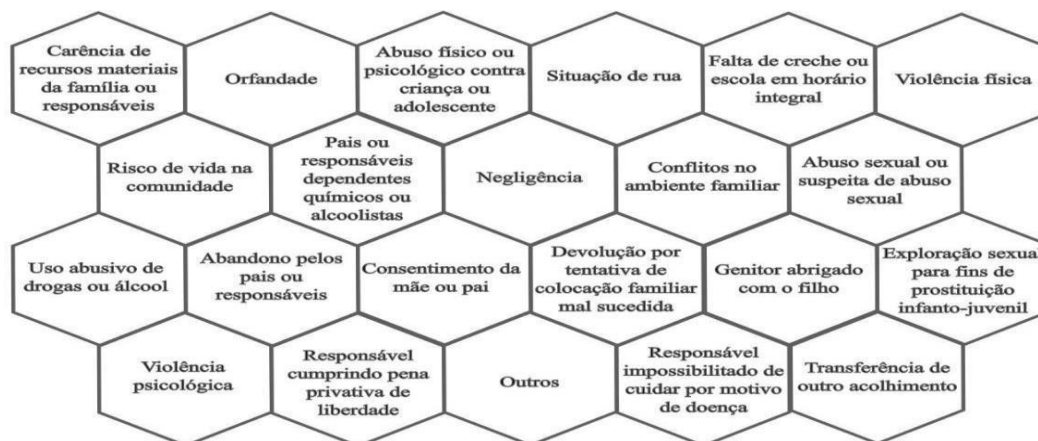 Carência de
recursos materiais
da família ou
responsáveis
Orfandade
Abuso físico ou
psicológico contra
criança ou
adolescente
Situação de rua
Falta de creche ou
escola em horário
integral
Violência física
Risco de vida na
comunidade
Pais ou
responsáveis
dependentes
químicos ou
alcoolistas
Negligência
Conflitos no
ambiente familiar
Abuso sexual ou
suspeita de abuso
sexual
Uso abusivo de
drogas ou álcool
Abandono pelos
pais ou
responsáveis
Consentimento da
mãe ou pai
Devolução por
tentativa de
colocação familiar
mal sucedida
Genitor abrigado
com o filho
Exploração sexual
para fins de
prostituição
infanto-juvenil
Violência
psicológica
Responsável
cumprindo pena
privativa de
liberdade
Outros
Responsável
impossibilitado de
cuidar por motivo
de doença
Transferência de
outro acolhimento